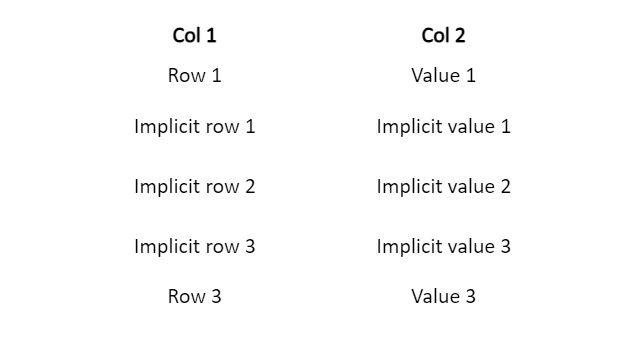 Col 1 Col 2
Row 1 Value 1
Implicit row 1 Implicit value 1
Implicit row 2 Implicit value 2
Implicit row 3 Implicit value 3
Row 3 Value 3